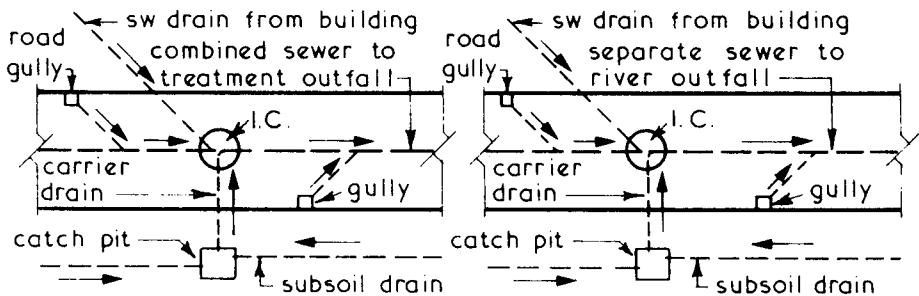 sw drain from building
road
gully
combined sewer to
treatment outfall
I.C.
carrier
drain
gully
catch pit
subsoil drain
sw drain from building
road
gully
separate sewer to
river outfall
I.C.
carrier
drain
gully
catch pit
subsoil drain